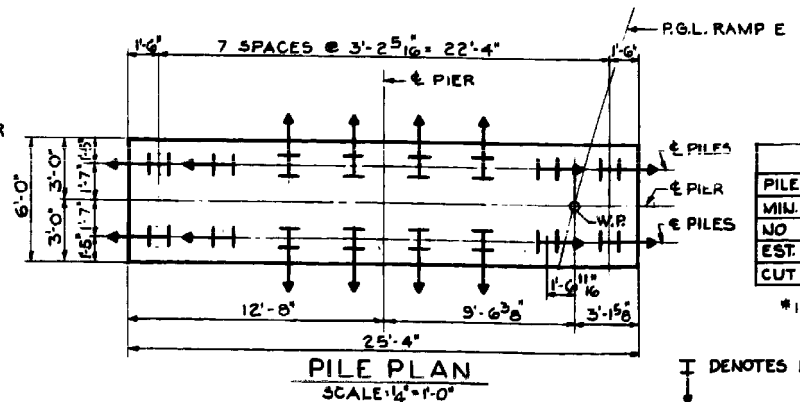 P.G.L. RAMP E
1'-6"
7 SPACES @ 3'-2 5/16" = 22'-4"
1'-6"
℄ PIER
R
6'-0"
3'-0"
3'-0"
1'-5"
1'-7"
1'-7"
1'-5"
℄ PILES
℄ PIER
℄ PILES
W.P.
1'-6 11/16"
12'-8"
9'-6 3/8"
3'-1 5/8"
25'-4"
PILE PLAN
SCALE: 1/4" = 1'-0"
PILE
MIN.
NO
EST.
CUT
*
DENOTES